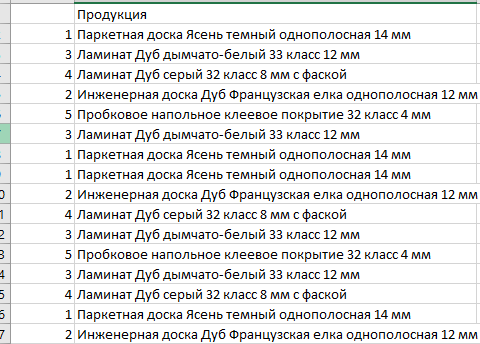 Продукция
1 Паркетная доска Ясень темный однополосная 14 мм
3 Ламинат Дуб дымчато-белый 33 класс 12 мм
4 Ламинат Дуб серый 32 класс 8 мм с фаской
2 Инженерная доска Дуб Французская елка однополосная 12 мм
5 Пробковое напольное клеевое покрытие 32 класс 4 мм
3 Ламинат Дуб дымчато-белый 33 класс 12 мм
1 Паркетная доска Ясень темный однополосная 14 мм
1 Паркетная доска Ясень темный однополосная 14 мм
2 Инженерная доска Дуб Французская елка однополосная 12 мм
4 Ламинат Дуб серый 32 класс 8 мм с фаской
3 Ламинат Дуб дымчато-белый 33 класс 12 мм
5 Пробковое напольное клеевое покрытие 32 класс 4 мм
3 Ламинат Дуб дымчато-белый 33 класс 12 мм
4 Ламинат Дуб серый 32 класс 8 мм с фаской
1 Паркетная доска Ясень темный однополосная 14 мм
2 Инженерная доска Дуб Французская елка однополосная 12 мм